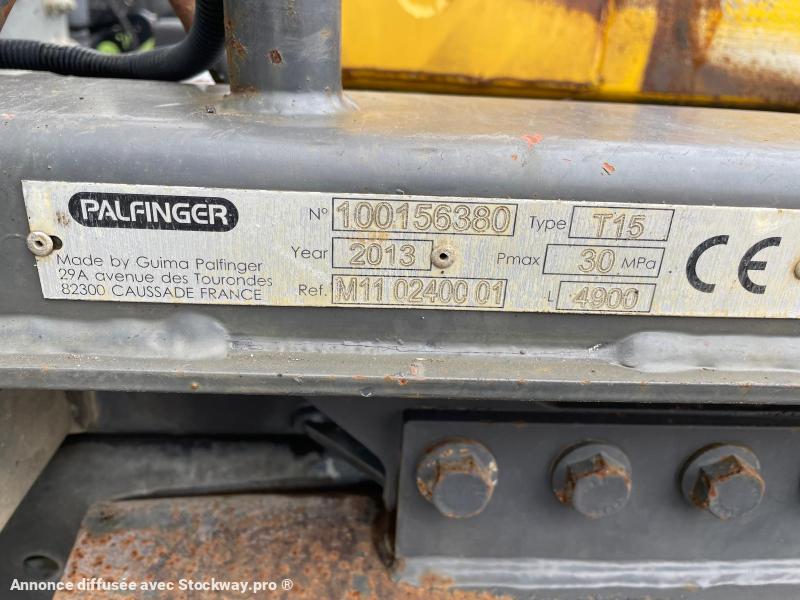 PALFINGER
Made by Guima Palfinger
29A avenue des Tourondes
82300 CAUSSADE FRANCE
N° 100156380 Type T15
Year 2013 Pmax 30 MPa
Ref. M11 02400 01 L 4900
CE
Annonce diffusée avec Stockway.pro ®